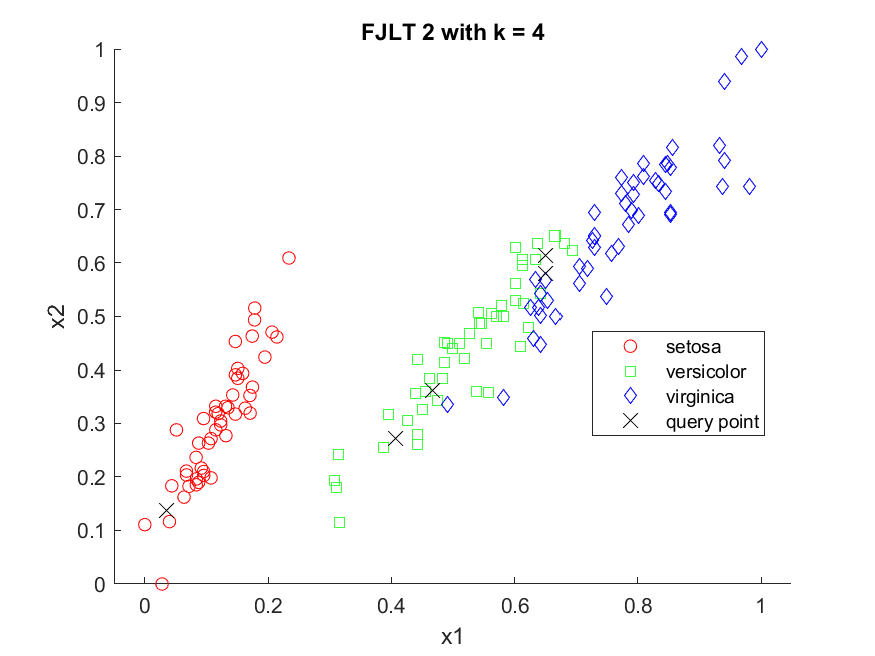 FJLT 2 with k = 4
1
0.9
0.8
0.7
0.6
0.5
0.4
0.3
0.2
0.1
0
x2
setosa
versicolor
virginica
query point
0 0.2 0.4 0.6 0.8 1
x1